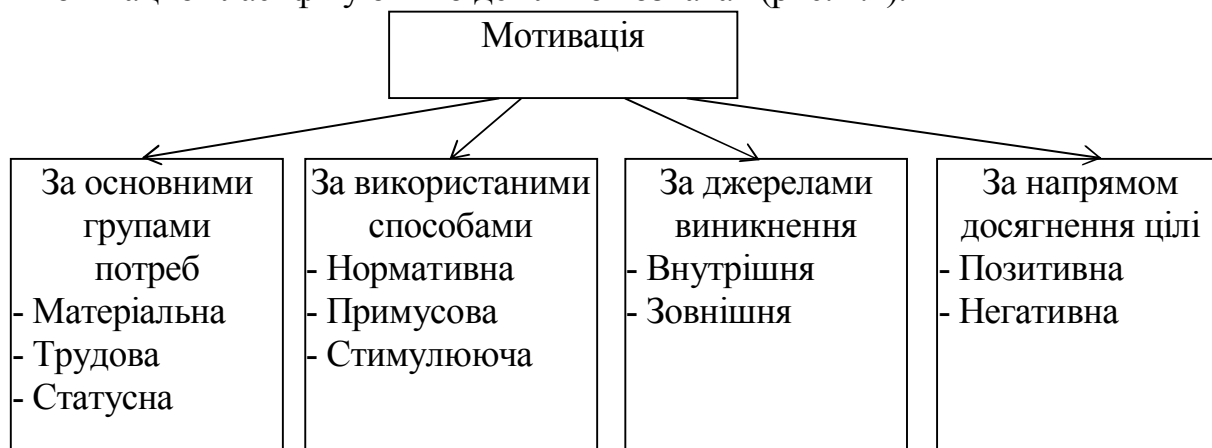 Мотивація
За основними
групами
потреб
- Матеріальна
- Трудова
- Статусна
За використаними
способами
- Нормативна
- Примусова
- Стимулююча
За джерелами
виникнення
- Внутрішня
- Зовнішня
За напрямом
досягнення цілі
- Позитивна
- Негативна